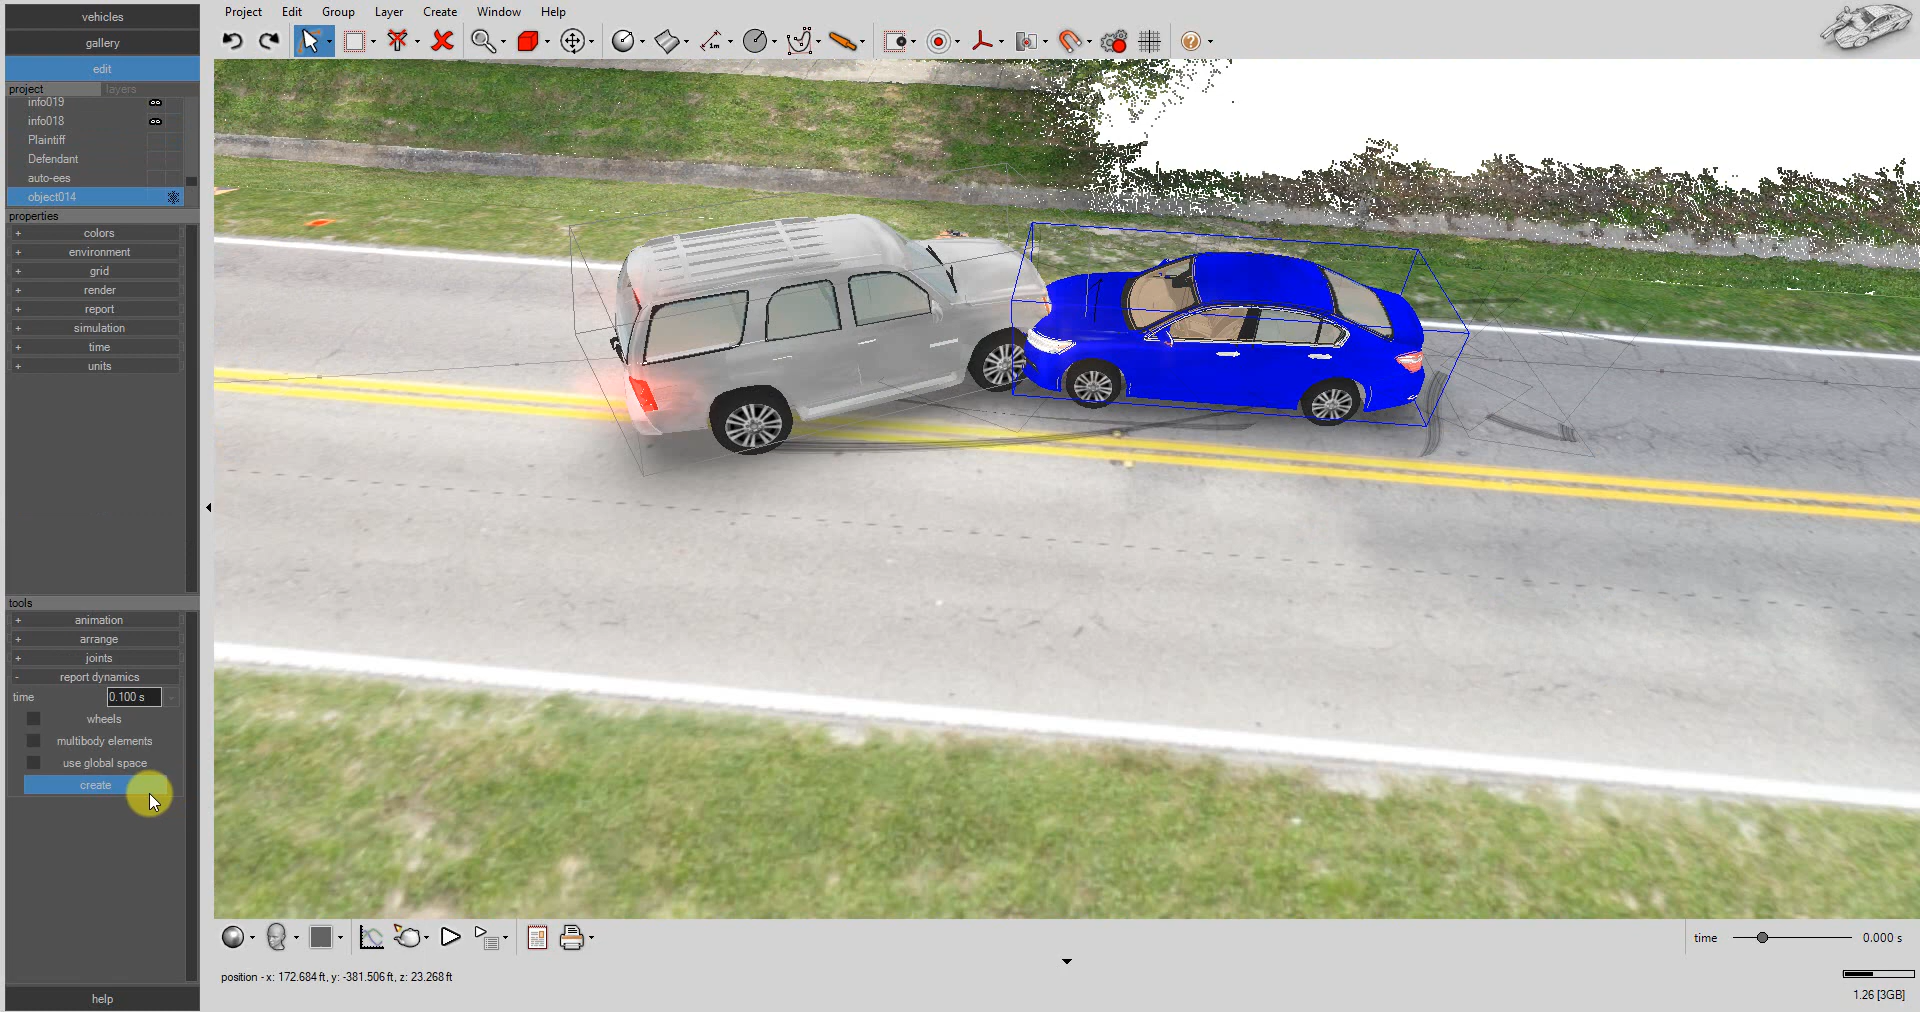 vehicles
gallery
edit
project layers
info019
info018
Plaintiff
Defendant
auto-ees
object014
properties
+ colors
+ environment
+ grid
+ render
+ report
+ simulation
+ time
+ units
tools
+ animation
+ arrange
+ joints
- report dynamics
time 0.100 s
wheels
multibody elements
use global space
create
help
Project Edit Group Layer Create Window Help
1m
?
time 0.000 s
position - x: 172.684 ft, y: -381.506 ft, z: 23.268 ft
1.26 [3GB]